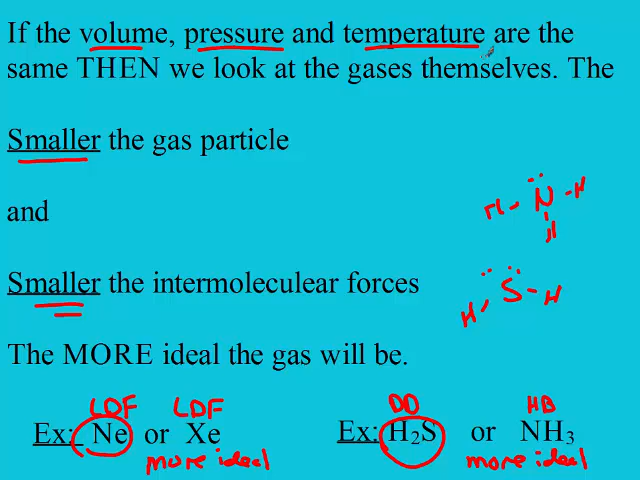 If the volume, pressure and temperature are the
same THEN we look at the gases themselves. The
Smaller the gas particle
and
Smaller the intermoleculear forces
The MORE ideal the gas will be.
H N H
H
H S H
LDF LDF DD HB
Ex: Ne or Xe Ex: H₂S or NH₃
more ideal more ideal